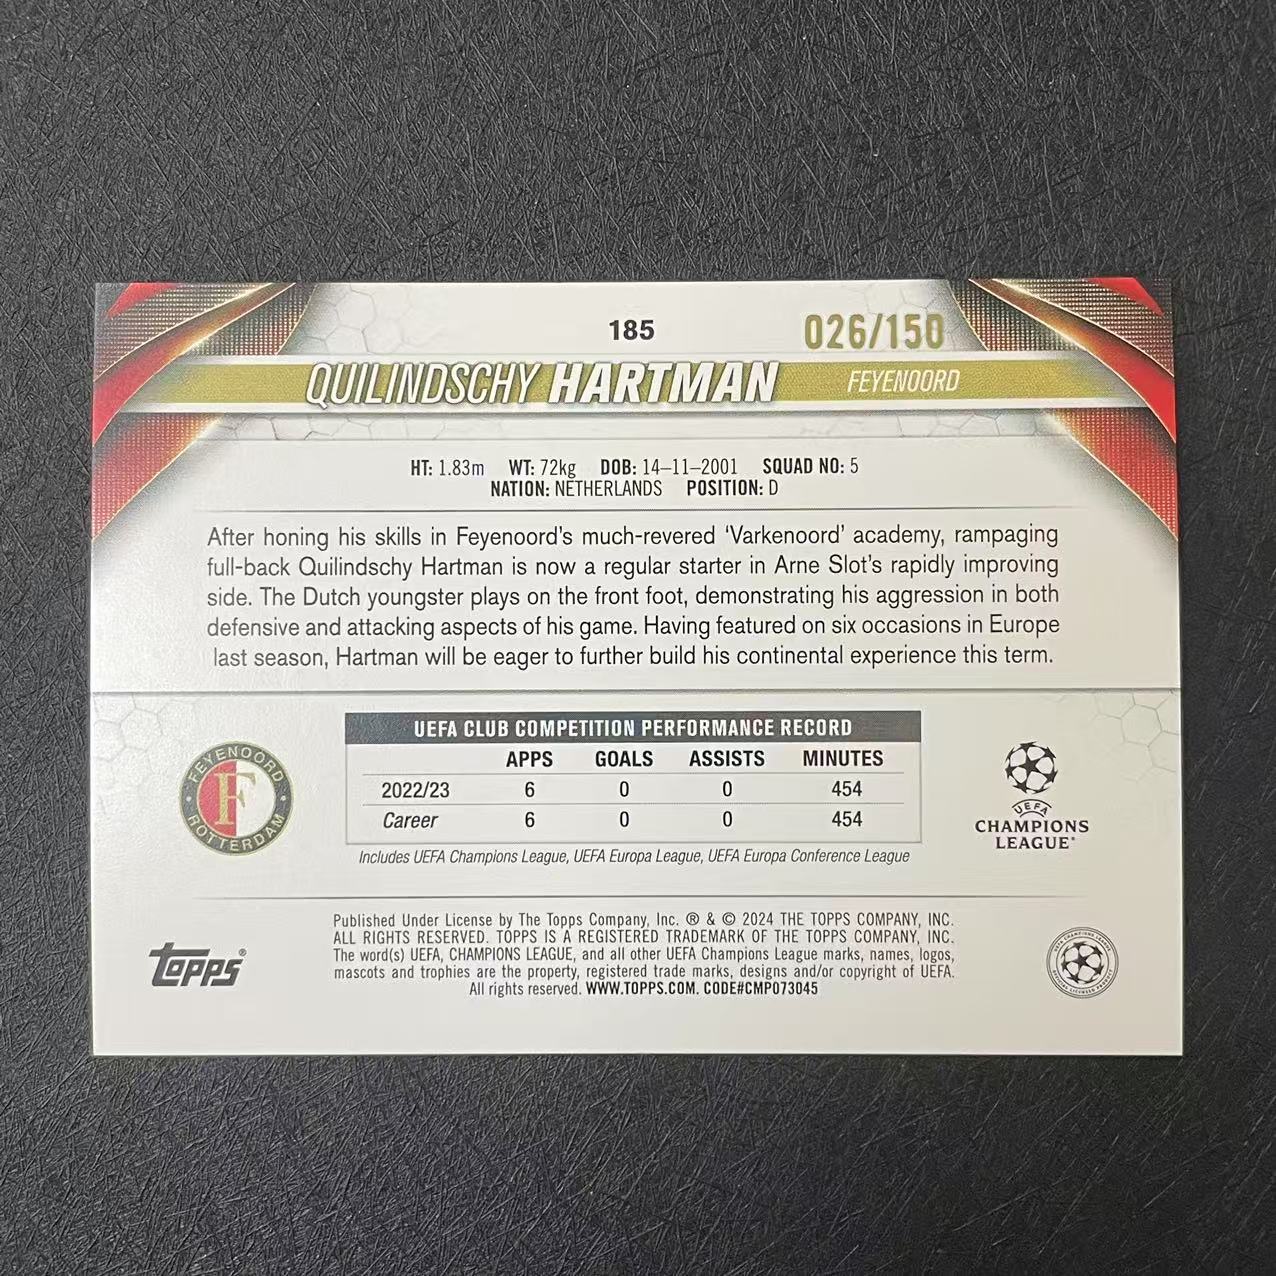 185
026/150
QUILINDSCHY HARTMAN
FEYENOORD
HT: 1.83m WT: 72kg DOB: 14–11–2001 SQUAD NO: 5
NATION: NETHERLANDS POSITION: D
After honing his skills in Feyenoord's much-revered 'Varkenoord' academy, rampaging
full-back Quilindschy Hartman is now a regular starter in Arne Slot's rapidly improving
side. The Dutch youngster plays on the front foot, demonstrating his aggression in both
defensive and attacking aspects of his game. Having featured on six occasions in Europe
last season, Hartman will be eager to further build his continental experience this term.
UEFA CLUB COMPETITION PERFORMANCE RECORD
APPS GOALS ASSISTS MINUTES
2022/23 6 0 0 454
Career 6 0 0 454
Includes UEFA Champions League, UEFA Europa League, UEFA Europa Conference League
FEYENOORD
F
ROTTERDAM
UEFA
CHAMPIONS
LEAGUE®
Published Under License by The Topps Company, Inc. ® & © 2024 THE TOPPS COMPANY, INC.
ALL RIGHTS RESERVED. TOPPS IS A REGISTERED TRADEMARK OF THE TOPPS COMPANY, INC.
The word(s) UEFA, CHAMPIONS LEAGUE, and all other UEFA Champions League marks, names, logos,
mascots and trophies are the property, registered trade marks, designs and/or copyright of UEFA.
All rights reserved. WWW.TOPPS.COM. CODE#CMP073045
topps®
UEFA CHAMPIONS LEAGUE
OFFICIAL LICENSED PRODUCT